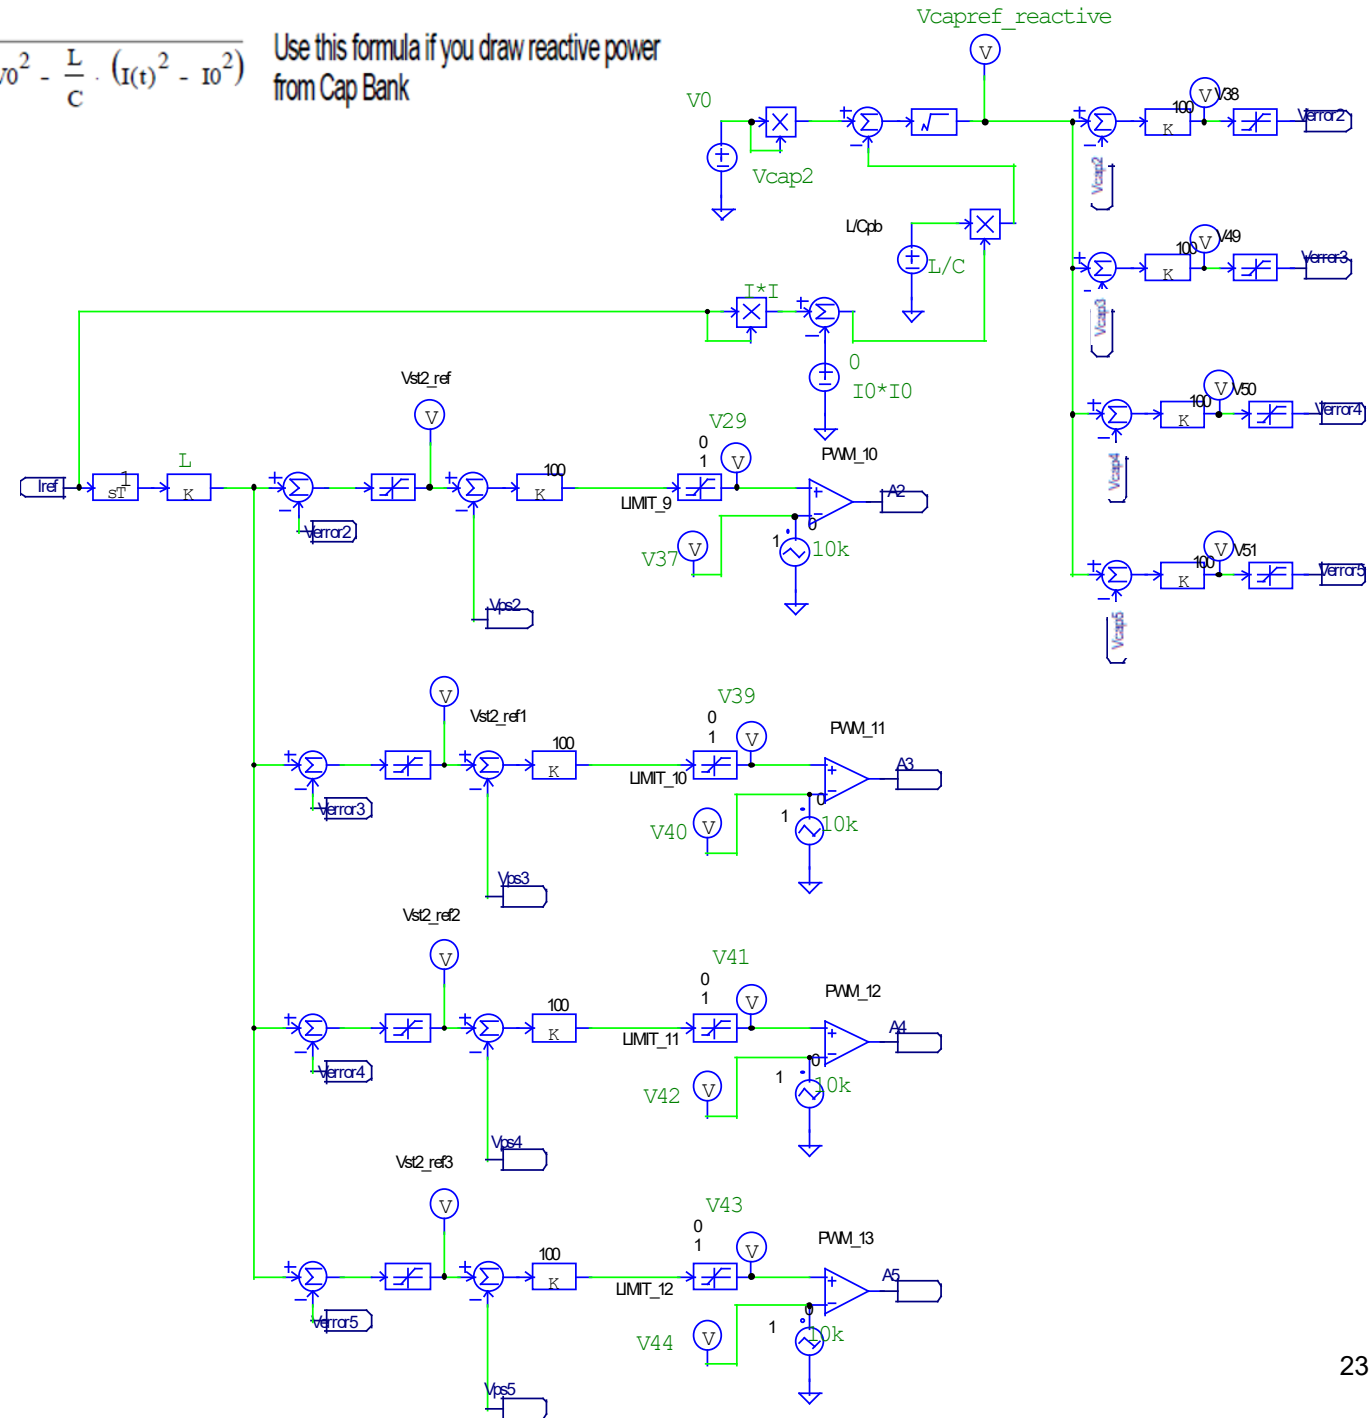 Vcapref_reactive
V
V0² - L/C · (I(t)² - I0²)
Use this formula if you draw reactive power
from Cap Bank
V0
Vcap2
100
K
V
V38
Verror2
Vcap2
L/Cpb
L/C
100
K
V
V49
Verror3
Vcap3
I*I
0
I0*I0
100
K
V
V50
Verror4
Vcap4
100
K
V
V51
Verror5
Vcap5
Vst2_ref
V
V29
0
1
V
PWM_10
Iref
1
sT
L
K
100
K
LIMIT_9
A2
Verror2
V37
V
1
0
10k
Vps2
V
Vst2_ref1
V39
0
1
V
PWM_11
100
K
LIMIT_10
A3
Verror3
V40
V
1
0
10k
Vps3
Vst2_ref2
V
V41
0
1
V
PWM_12
100
K
LIMIT_11
A4
Verror4
V42
V
1
0
10k
Vps4
Vst2_ref3
V
V43
0
1
V
PWM_13
100
K
LIMIT_12
A5
Verror5
V44
V
1
0
10k
Vps5
23